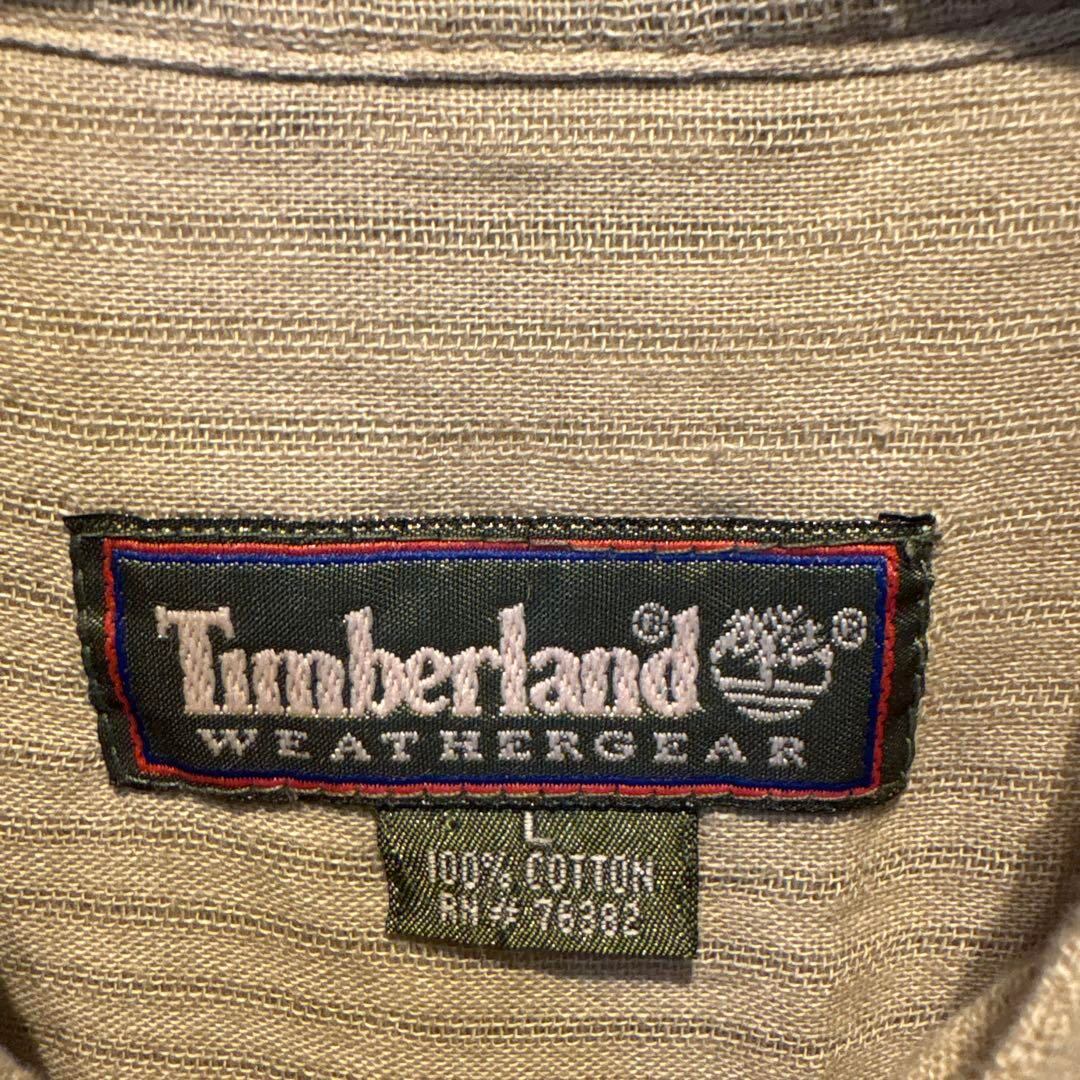 Timberland® ®
WEATHERGEAR
L
100% COTTON
RN # 76382